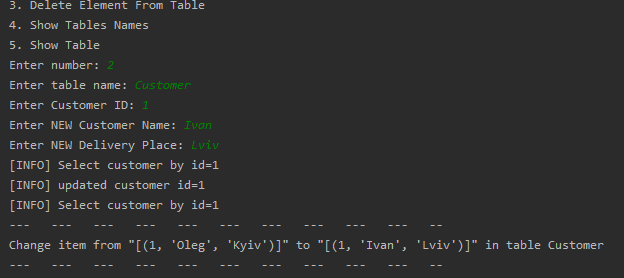 3. Delete Element From Table
4. Show Tables Names
5. Show Table
Enter number: 2
Enter table name: Customer
Enter Customer ID: 1
Enter NEW Customer Name: Ivan
Enter NEW Delivery Place: Lviv
[INFO] Select customer by id=1
[INFO] updated customer id=1
[INFO] Select customer by id=1
---   ---   ---   ---   ---   ---   ---   ---   ---   ---   --
Change item from "[(1, 'Oleg', 'Kyiv')]" to "[(1, 'Ivan', 'Lviv')]" in table Customer
---   ---   ---   ---   ---   ---   ---   ---   ---   ---   --